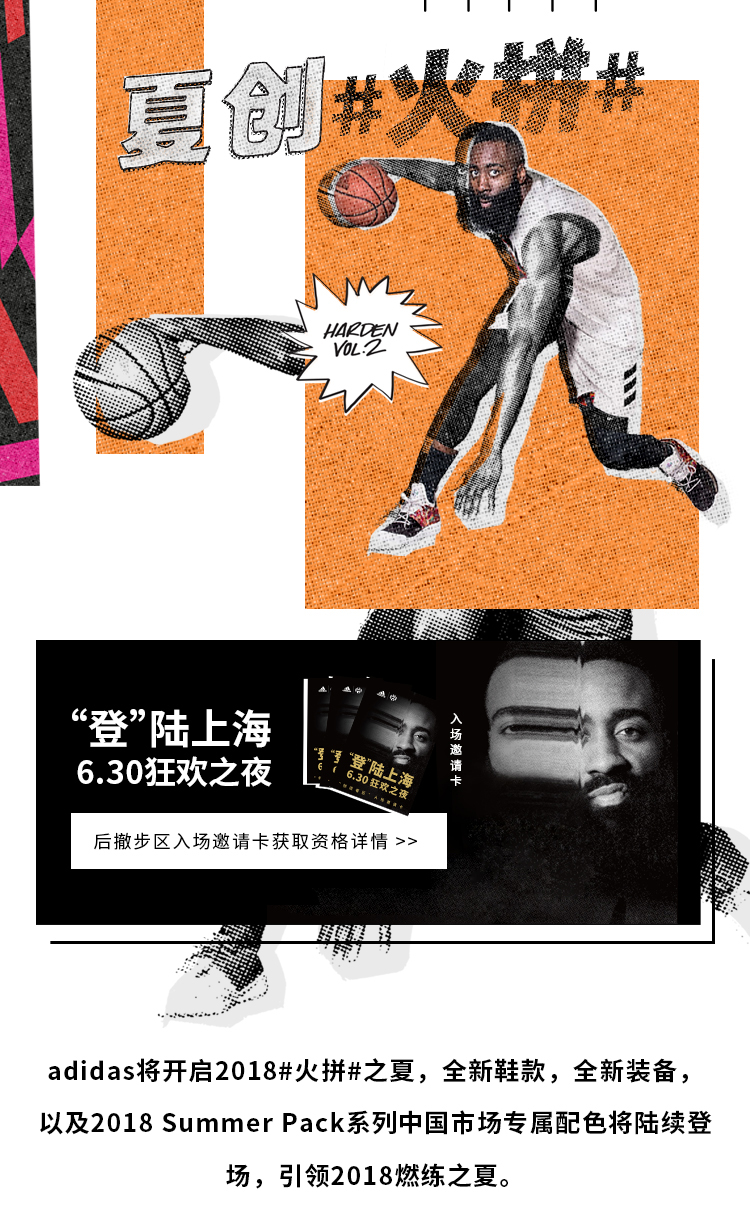 夏创#火拼#
HARDEN
VOL.2
“登”陆上海
6.30狂欢之夜
“登”陆上海
6.30狂欢之夜
入场邀请卡
后撤步区入场邀请卡获取资格详情 >>
adidas将开启2018#火拼#之夏，全新鞋款，全新装备，
以及2018 Summer Pack系列中国市场专属配色将陆续登
场，引领2018燃练之夏。